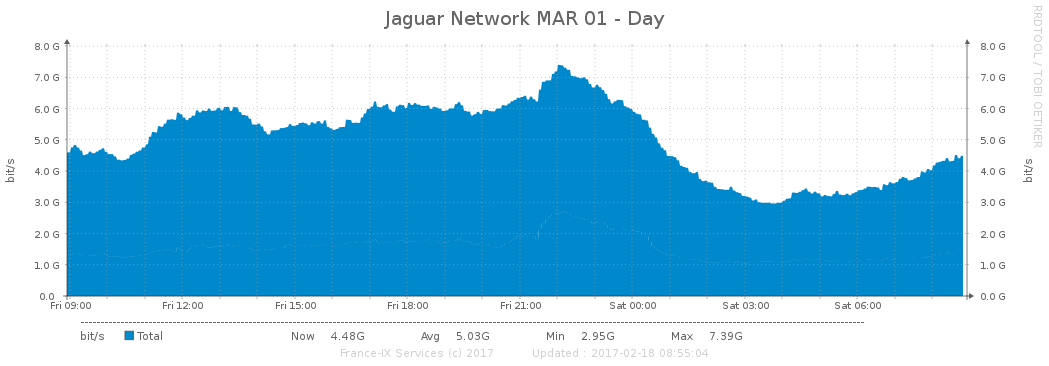 Jaguar Network MAR 01 - Day
RRDTOOL / TOBI OETIKER
8.0 G 8.0 G
7.0 G 7.0 G
6.0 G 6.0 G
5.0 G 5.0 G
4.0 G 4.0 G
3.0 G 3.0 G
2.0 G 2.0 G
1.0 G 1.0 G
0.0 0.0 G
bit/s
bit/s
Fri 09:00 Fri 12:00 Fri 15:00 Fri 18:00 Fri 21:00 Sat 00:00 Sat 03:00 Sat 06:00
bit/s Total Now 4.48G Avg 5.03G Min 2.95G Max 7.39G
France-IX Services (c) 2017 Updated : 2017-02-18 08:55:04